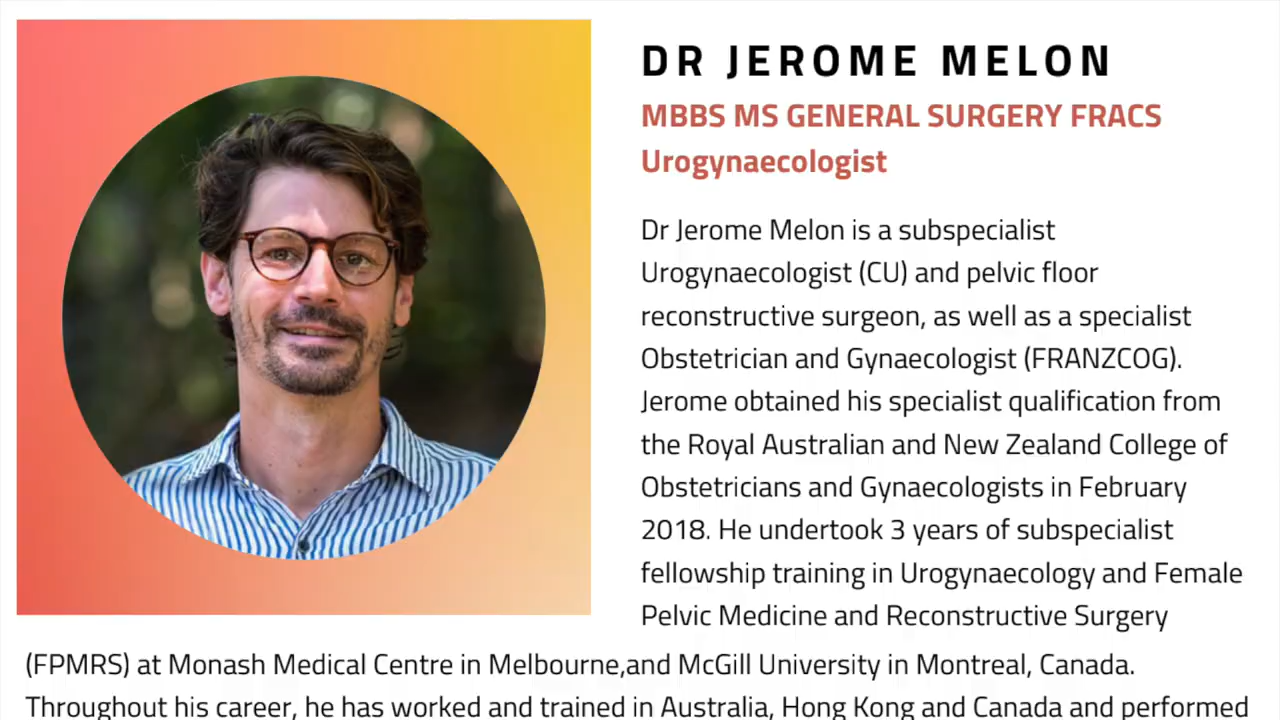 DR JEROME MELON
MBBS MS GENERAL SURGERY FRACS
Urogynaecologist
Dr Jerome Melon is a subspecialist
Urogynaecologist (CU) and pelvic floor
reconstructive surgeon, as well as a specialist
Obstetrician and Gynaecologist (FRANZCOG).
Jerome obtained his specialist qualification from
the Royal Australian and New Zealand College of
Obstetricians and Gynaecologists in February
2018. He undertook 3 years of subspecialist
fellowship training in Urogynaecology and Female
Pelvic Medicine and Reconstructive Surgery
(FPMRS) at Monash Medical Centre in Melbourne,and McGill University in Montreal, Canada.
Throughout his career, he has worked and trained in Australia, Hong Kong and Canada and performed